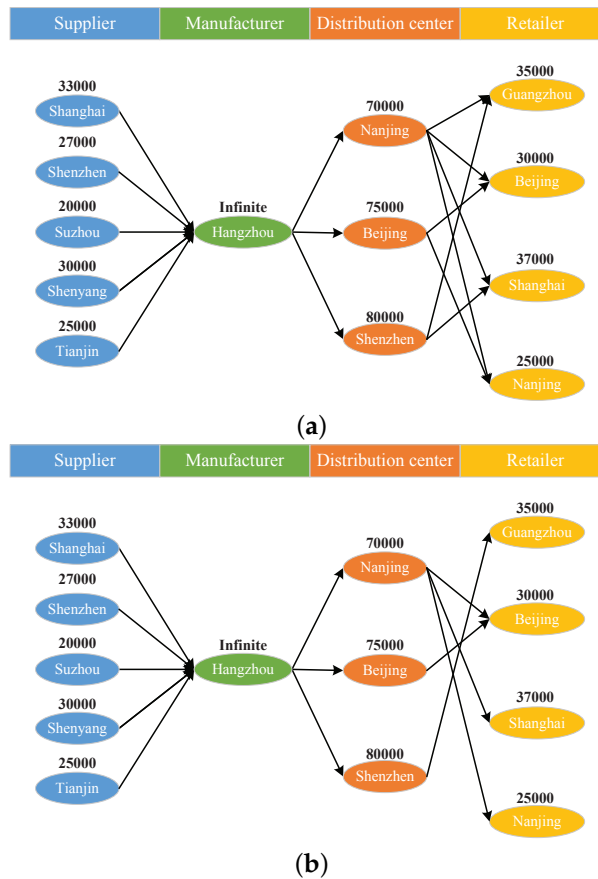 Supplier Manufacturer Distribution center Retailer
33000
Shanghai
27000
Shenzhen
20000
Suzhou
30000
Shenyang
25000
Tianjin
Infinite
Hangzhou
70000
Nanjing
75000
Beijing
80000
Shenzhen
35000
Guangzhou
30000
Beijing
37000
Shanghai
25000
Nanjing
(a)
Supplier Manufacturer Distribution center Retailer
33000
Shanghai
27000
Shenzhen
20000
Suzhou
30000
Shenyang
25000
Tianjin
Infinite
Hangzhou
70000
Nanjing
75000
Beijing
80000
Shenzhen
35000
Guangzhou
30000
Beijing
37000
Shanghai
25000
Nanjing
(b)